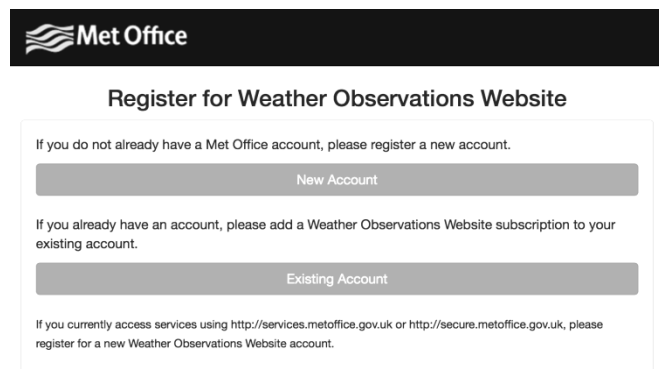 Met Office
Register for Weather Observations Website
If you do not already have a Met Office account, please register a new account.
New Account
If you already have an account, please add a Weather Observations Website subscription to your
existing account.
Existing Account
If you currently access services using http://services.metoffice.gov.uk or http://secure.metoffice.gov.uk, please
register for a new Weather Observations Website account.